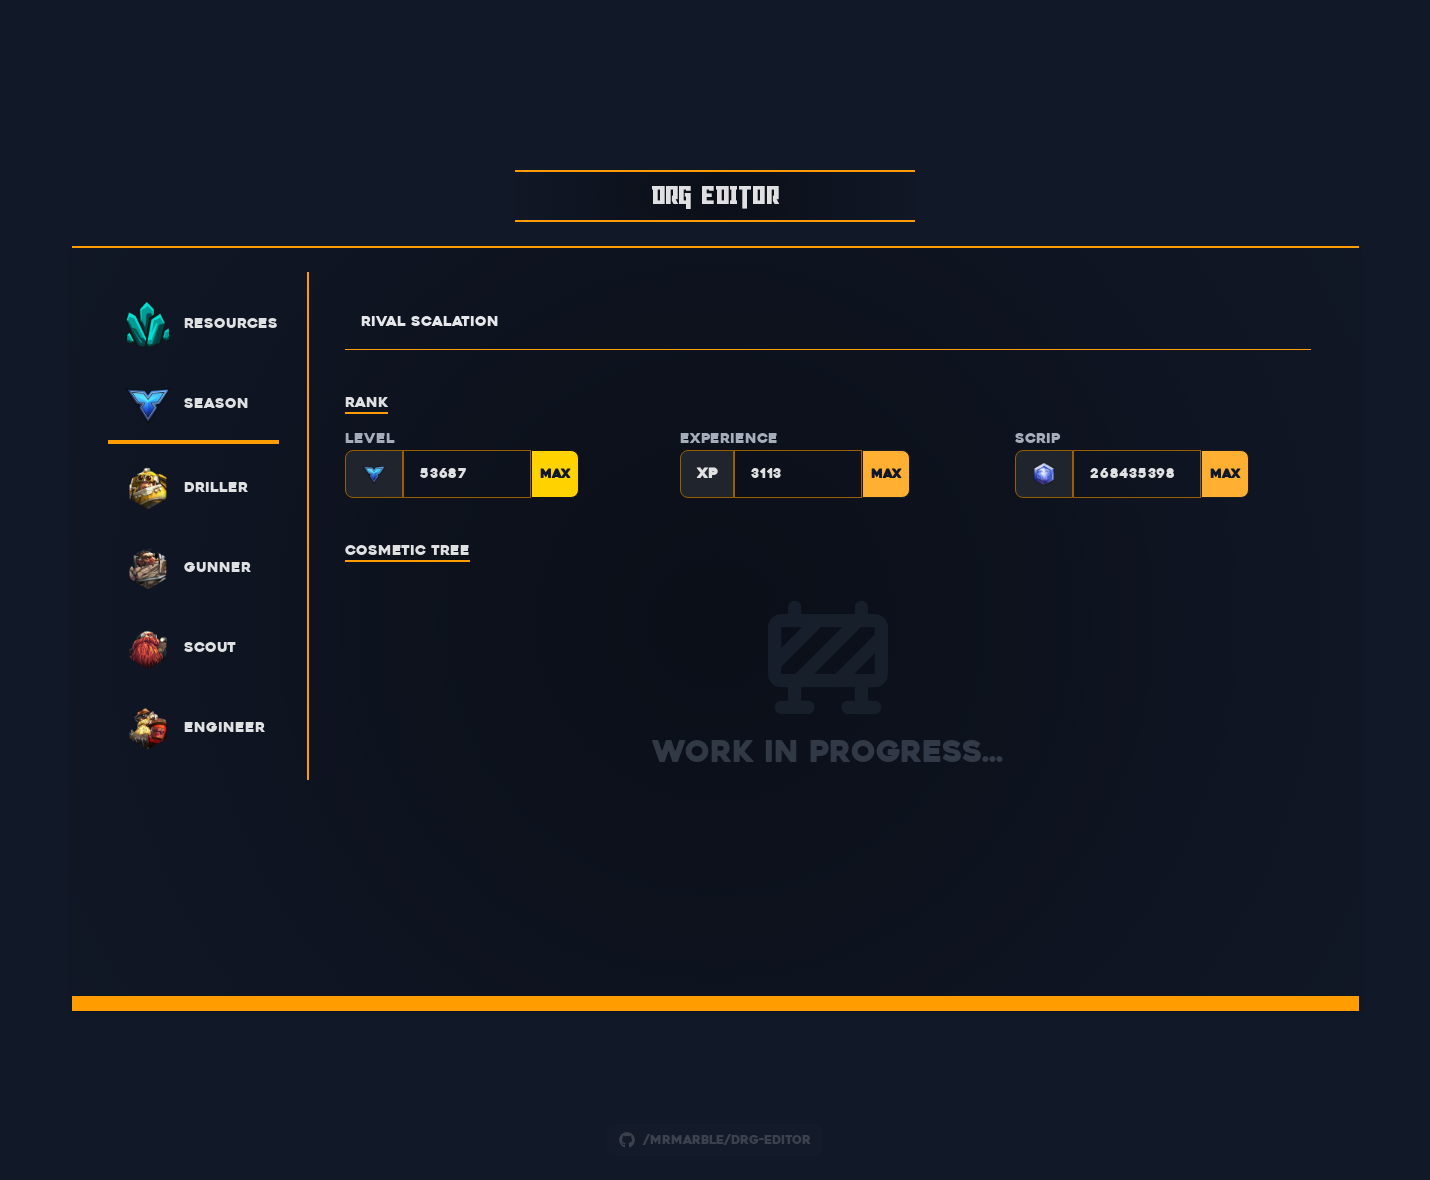 DRG EDITOR
RESOURCES
SEASON
DRILLER
GUNNER
SCOUT
ENGINEER
RIVAL SCALATION
RANK
LEVEL
53687
MAX
EXPERIENCE
XP
3113
MAX
SCRIP
268435398
MAX
COSMETIC TREE
WORK IN PROGRESS...
/MRMARBLE/DRG-EDITOR